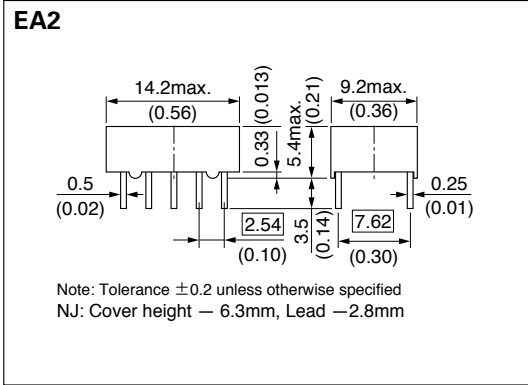 EA2
14.2max.
(0.56)
0.33 (0.013)
5.4max.
(0.21)
9.2max.
(0.36)
0.5
(0.02)
2.54
(0.10)
3.5
(0.14)
7.62
(0.30)
0.25
(0.01)
Note: Tolerance ±0.2 unless otherwise specified
NJ: Cover height — 6.3mm, Lead —2.8mm